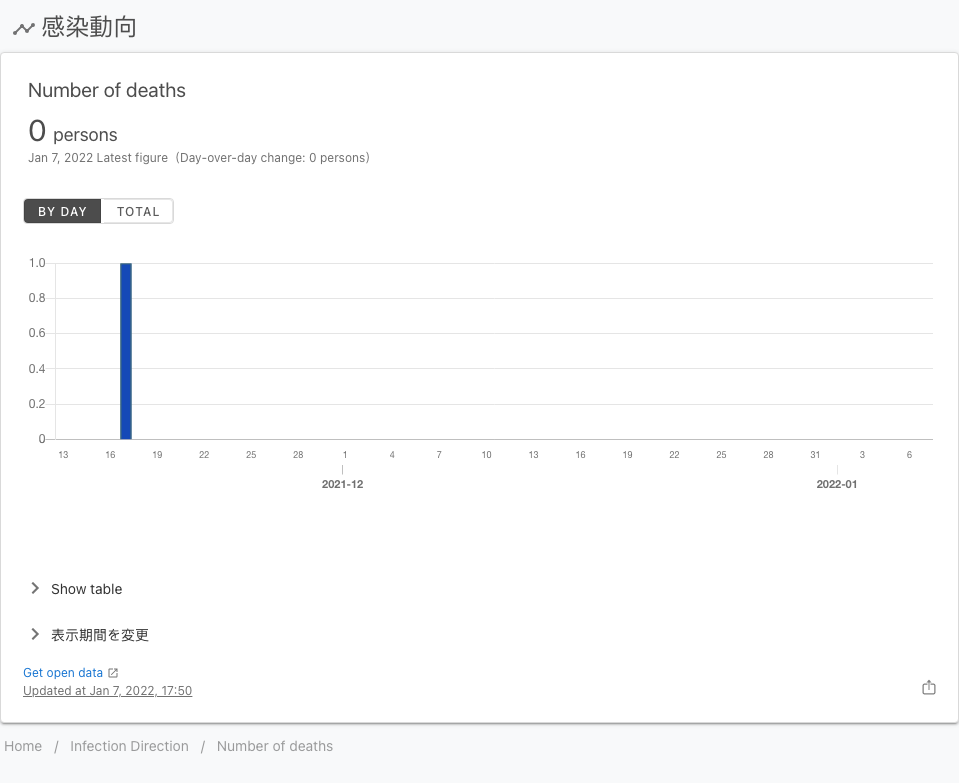 感染動向
Number of deaths
0 persons
Jan 7, 2022 Latest figure  (Day-over-day change: 0 persons)
BY DAY TOTAL
1.0
0.8
0.6
0.4
0.2
0
13 16 19 22 25 28 1 4 7 10 13 16 19 22 25 28 31 3 6
2021-12 2022-01
Show table
表示期間を変更
Get open data
Updated at Jan 7, 2022, 17:50
Home / Infection Direction / Number of deaths